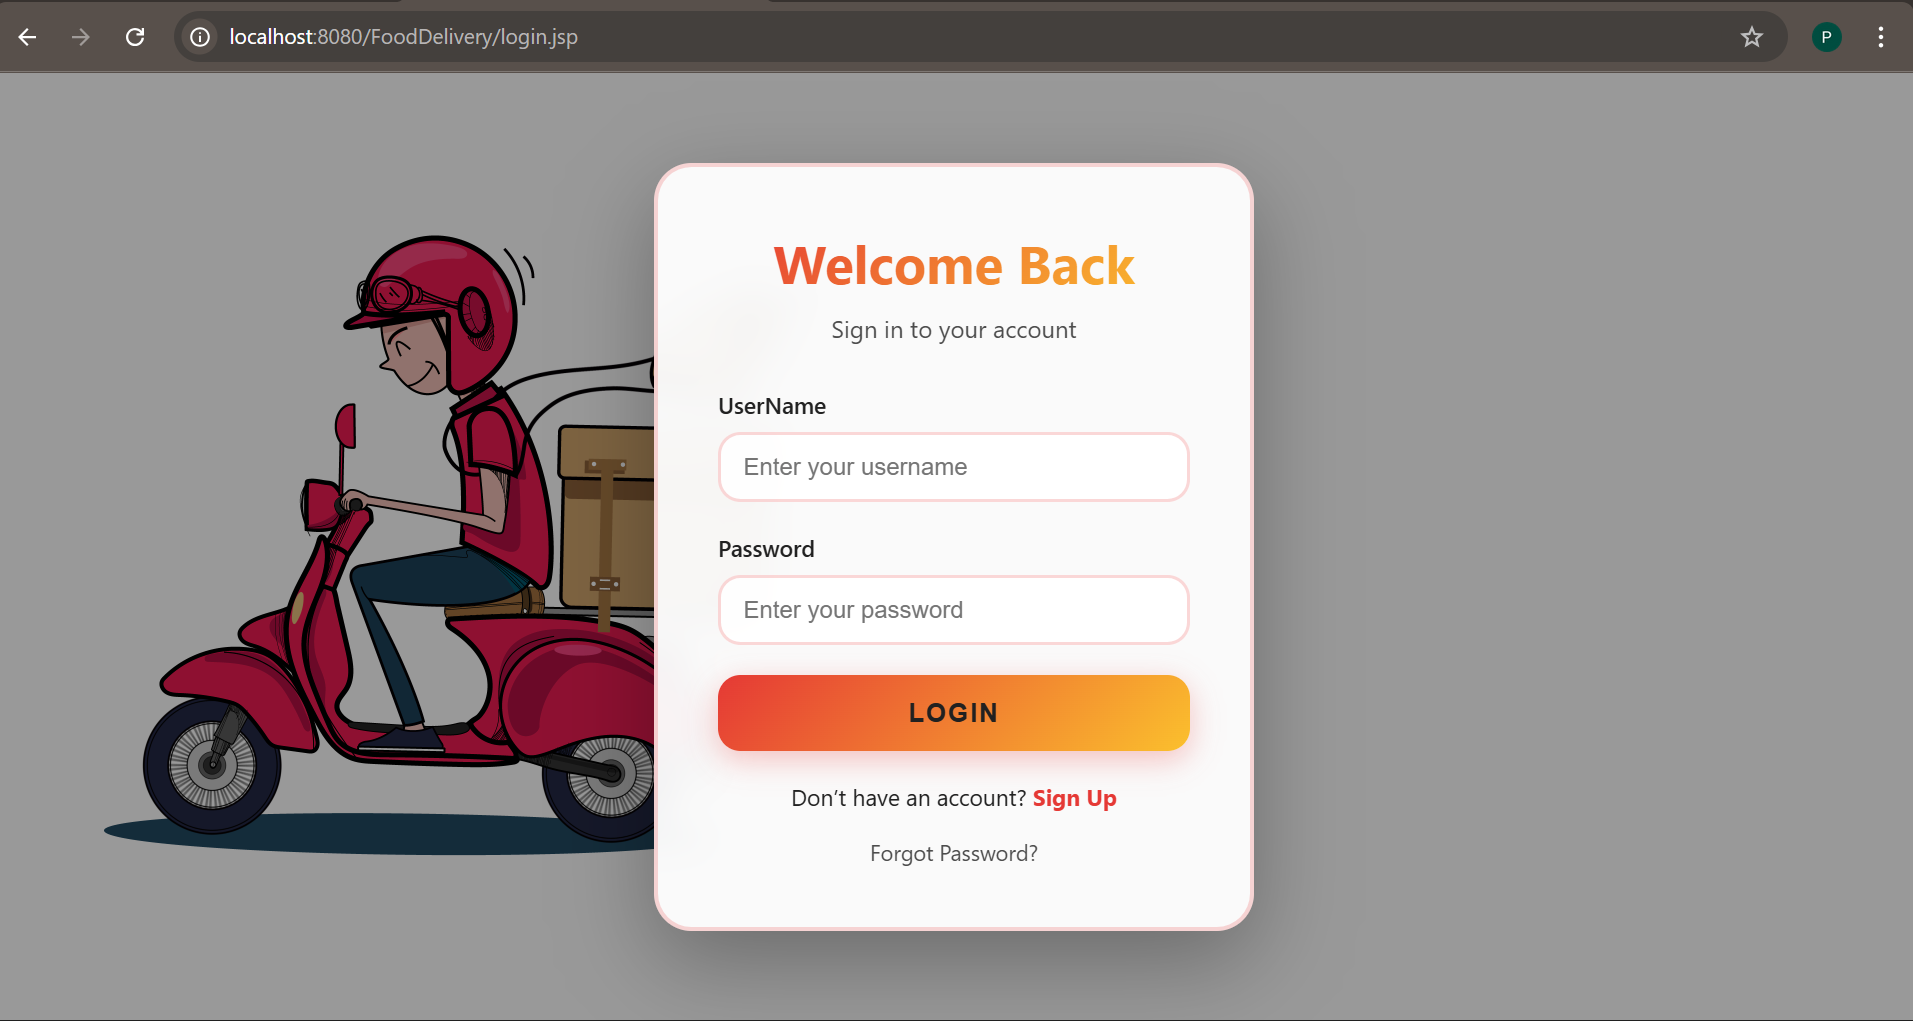 localhost:8080/FoodDelivery/login.jsp
P
Welcome Back
Sign in to your account
UserName
Enter your username
Password
Enter your password
LOGIN
Don’t have an account? Sign Up
Forgot Password?